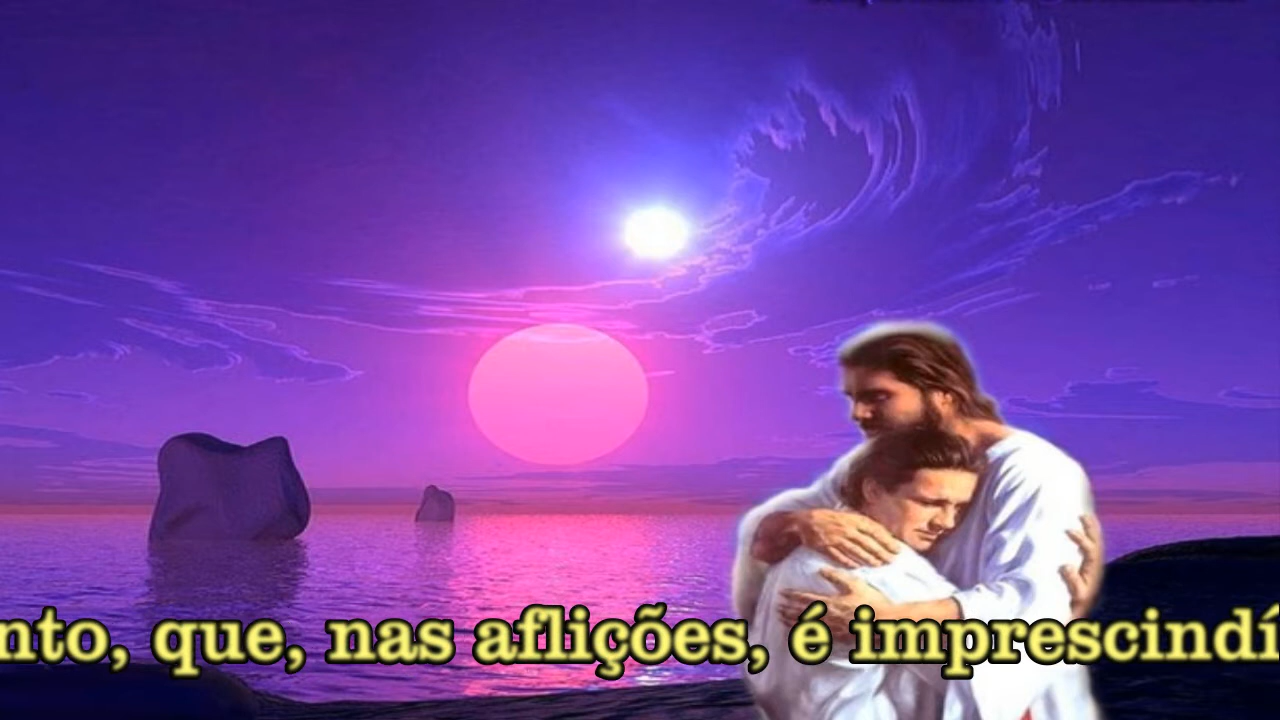 nto, que, nas aflições, é imprescindí